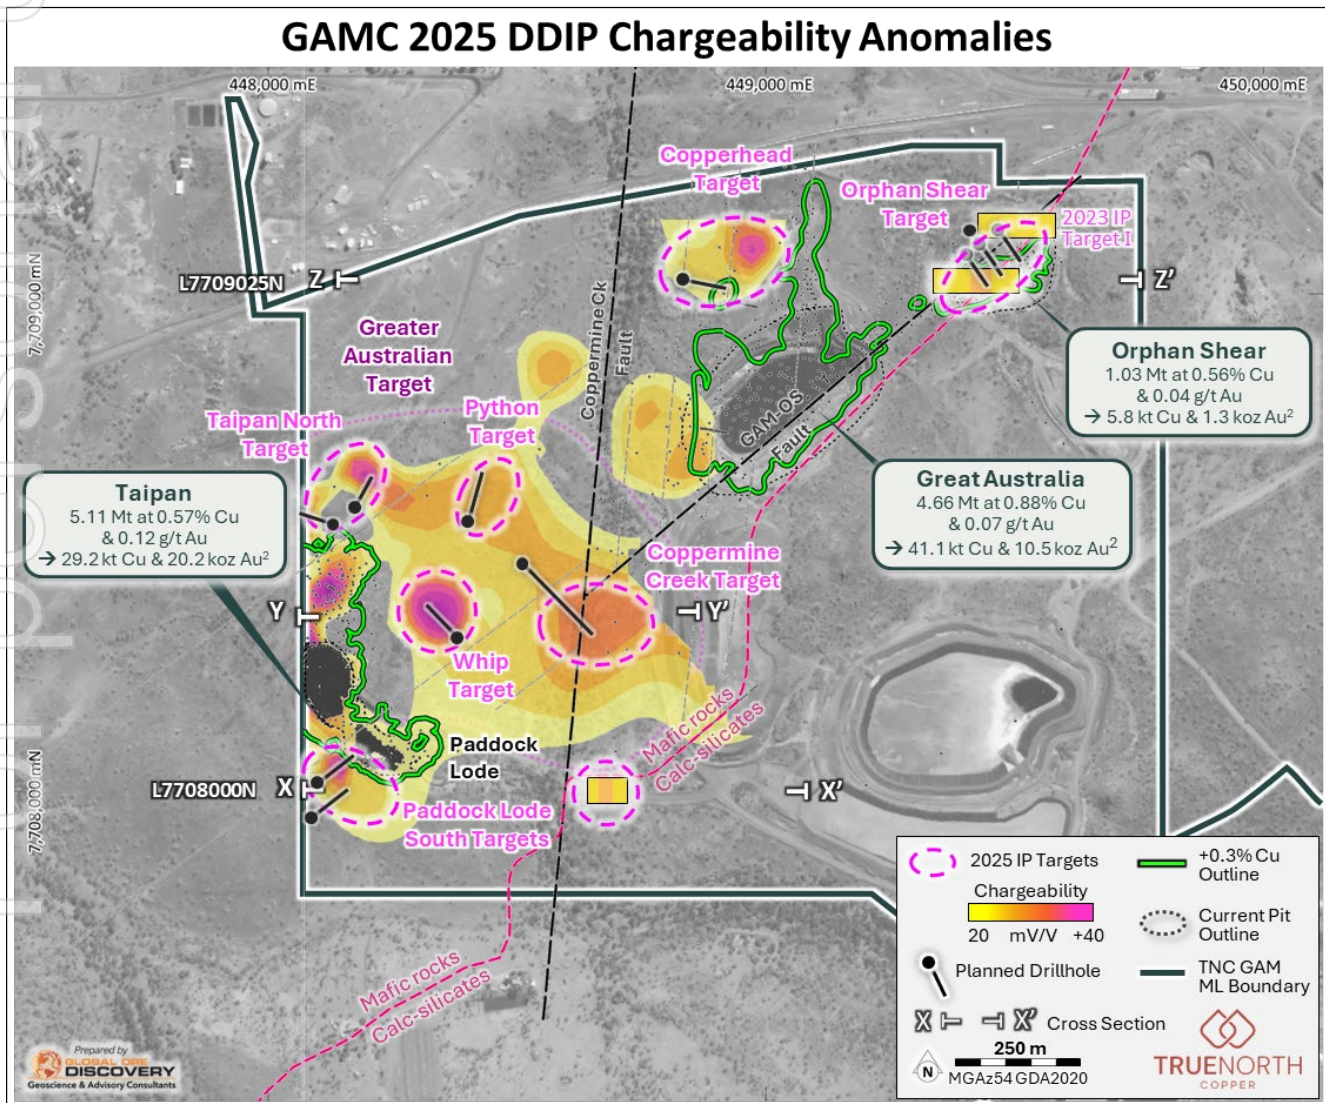 GAMC 2025 DDIP Chargeability Anomalies
448,000 mE
449,000 mE
450,000 mE
7,709,000 mN
7,708,000 mN
Copperhead
Target
Orphan Shear
Target
2023 IP
Target I
L7709025N
Z
Z'
Greater
Australian
Target
Coppermine Ck
Fault
Orphan Shear
1.03 Mt at 0.56% Cu
& 0.04 g/t Au
→ 5.8 kt Cu & 1.3 koz Au²
Taipan North
Target
Python
Target
GAM-OS
Fault
Taipan
5.11 Mt at 0.57% Cu
& 0.12 g/t Au
→ 29.2 kt Cu & 20.2 koz Au²
Great Australia
4.66 Mt at 0.88% Cu
& 0.07 g/t Au
→ 41.1 kt Cu & 10.5 koz Au²
Coppermine
Creek Target
Y
Y'
Whip
Target
Mafic rocks
Calc-silicates
Paddock
Lode
L7708000N
X
X'
Paddock Lode
South Targets
Mafic rocks
Calc-silicates
2025 IP Targets
Chargeability
20 mV/V +40
Planned Drillhole
X X' Cross Section
N
250 m
MGAz54 GDA2020
+0.3% Cu
Outline
Current Pit
Outline
TNC GAM
ML Boundary
TRUENORTH
COPPER
Prepared by
GLOBAL ORE
DISCOVERY
Geoscience & Advisory Consultants